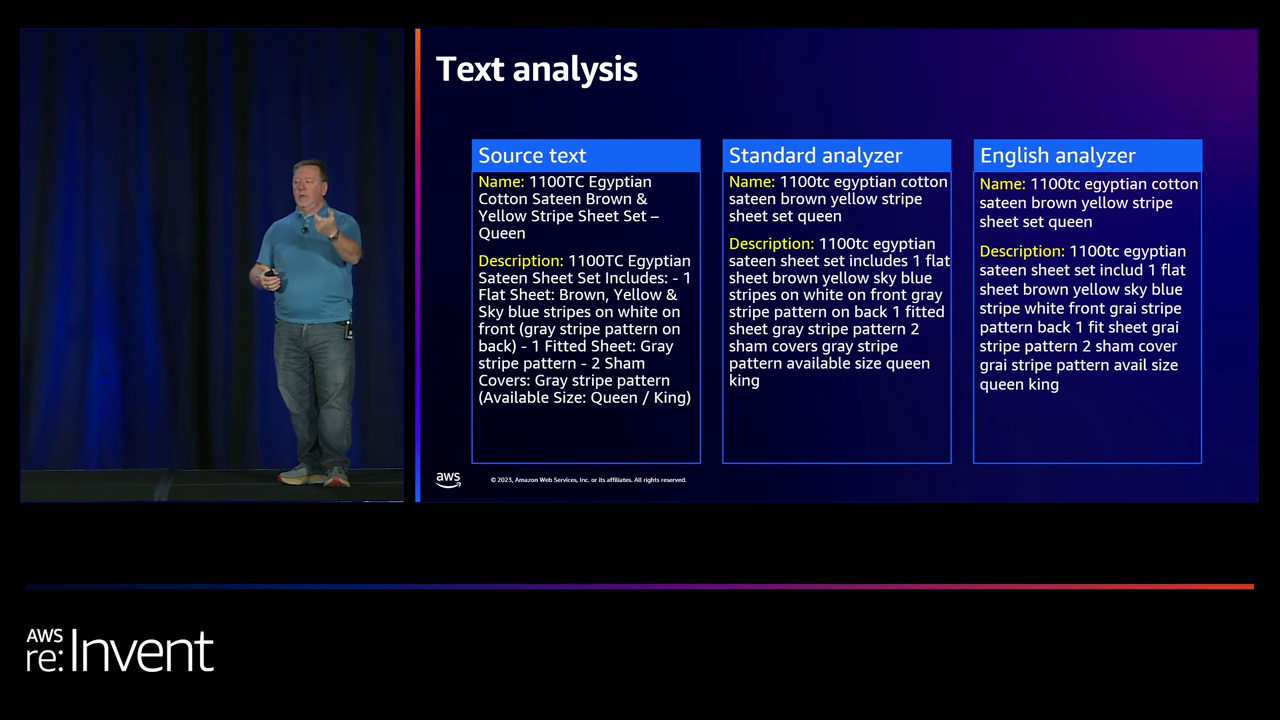 Text analysis
Source text
Name: 1100TC Egyptian
Cotton Sateen Brown &
Yellow Stripe Sheet Set –
Queen
Description: 1100TC Egyptian
Sateen Sheet Set Includes: - 1
Flat Sheet: Brown, Yellow &
Sky blue stripes on white on
front (gray stripe pattern on
back) - 1 Fitted Sheet: Gray
stripe pattern - 2 Sham
Covers: Gray stripe pattern
(Available Size: Queen / King)
Standard analyzer
Name: 1100tc egyptian cotton
sateen brown yellow stripe
sheet set queen
Description: 1100tc egyptian
sateen sheet set includes 1 flat
sheet brown yellow sky blue
stripes on white on front gray
stripe pattern on back 1 fitted
sheet gray stripe pattern 2
sham covers gray stripe
pattern available size queen
king
English analyzer
Name: 1100tc egyptian cotton
sateen brown yellow stripe
sheet set queen
Description: 1100tc egyptian
sateen sheet set includ 1 flat
sheet brown yellow sky blue
stripe white front grai stripe
pattern back 1 fit sheet grai
stripe pattern 2 sham cover
grai stripe pattern avail size
queen king
aws
© 2023, Amazon Web Services, Inc. or its affiliates. All rights reserved.
AWS
re:Invent